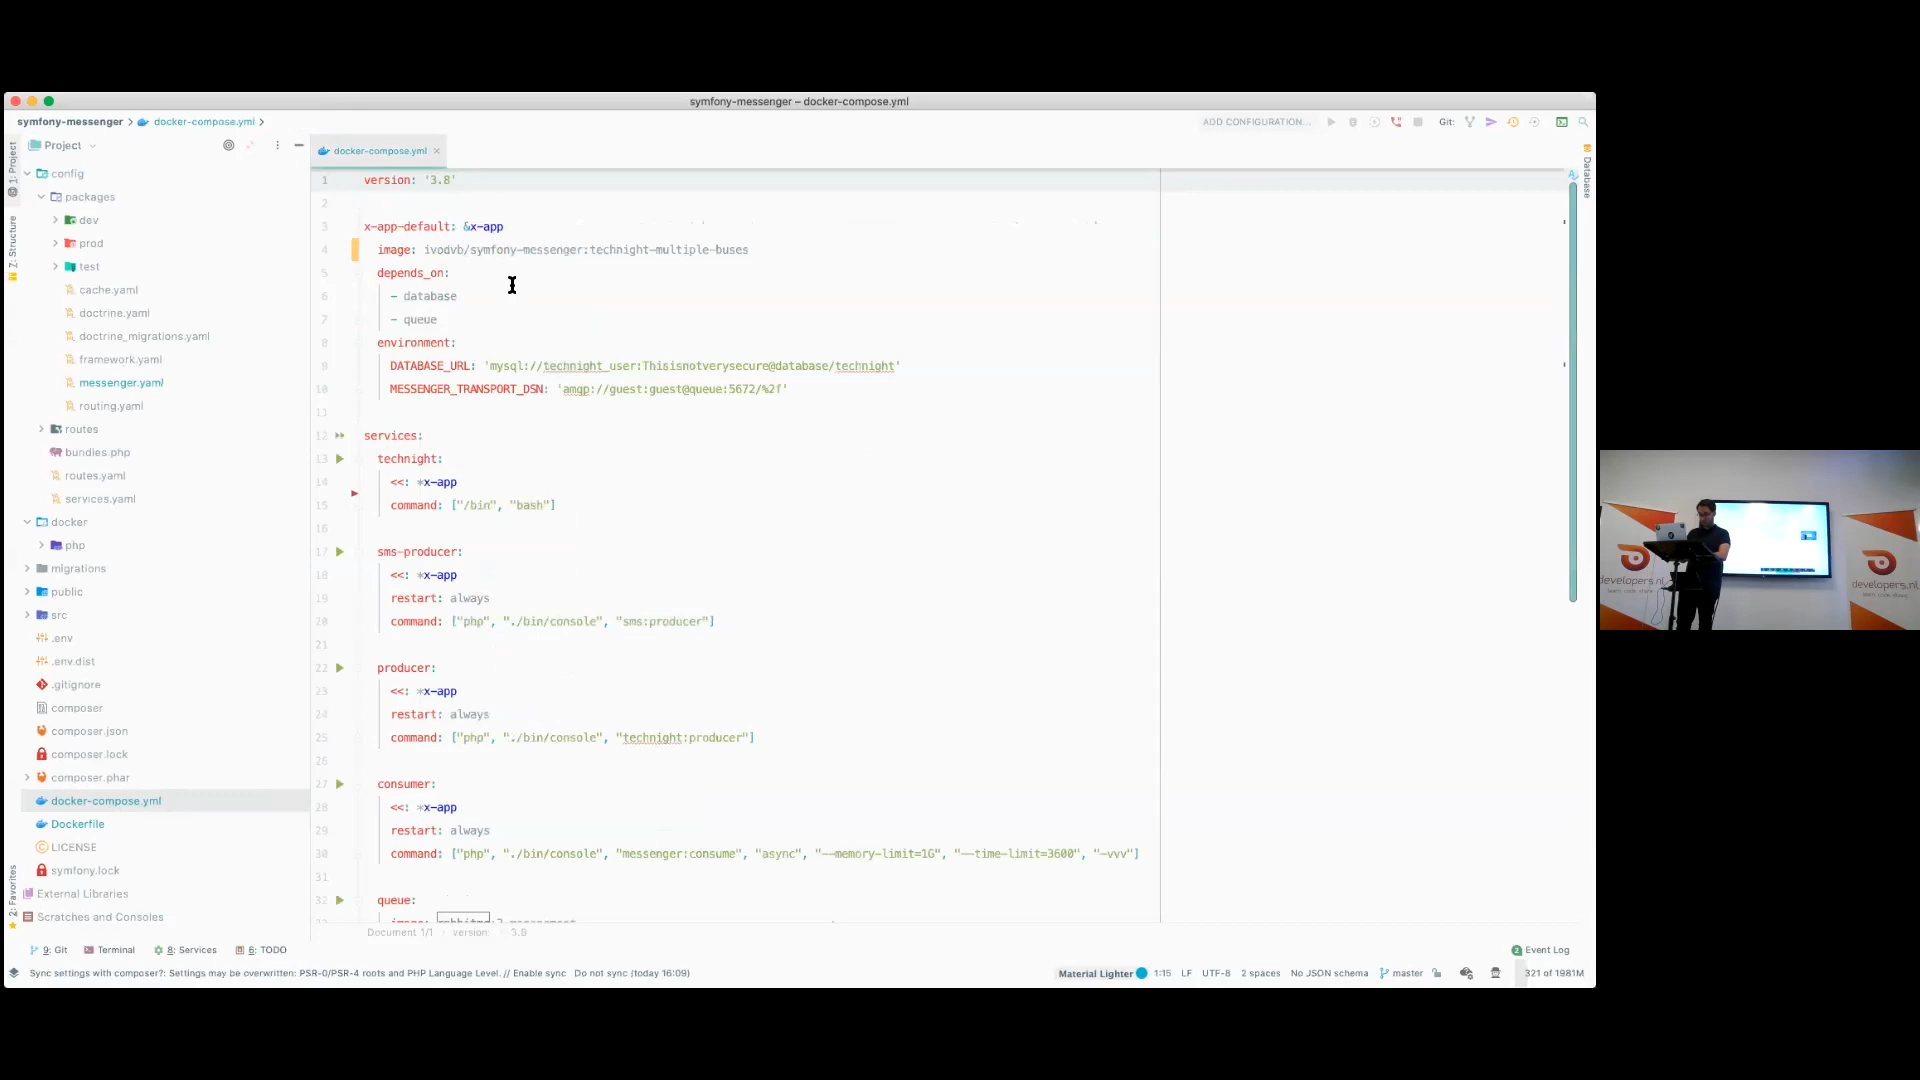 symfony-messenger – docker-compose.yml
symfony-messenger > docker-compose.yml >
ADD CONFIGURATION...
Git:
1: Project
Z: Structure
2: Favorites
Database
Project
config
packages
dev
prod
test
cache.yaml
doctrine.yaml
doctrine_migrations.yaml
framework.yaml
messenger.yaml
routing.yaml
routes
bundles.php
routes.yaml
services.yaml
docker
php
migrations
public
src
.env
.env.dist
.gitignore
composer
composer.json
composer.lock
composer.phar
docker-compose.yml
Dockerfile
LICENSE
symfony.lock
External Libraries
Scratches and Consoles
docker-compose.yml
1 version: '3.8'
2
3 x-app-default: &x-app
4 image: ivodvb/symfony-messenger:technight-multiple-buses
5 depends_on:
6 - database
7 - queue
8 environment:
9 DATABASE_URL: 'mysql://technight_user:Thisisnotverysecure@database/technight'
10 MESSENGER_TRANSPORT_DSN: 'amqp://guest:guest@queue:5672/%2f'
11
12 services:
13 technight:
14 <<: *x-app
15 command: ["/bin", "bash"]
16
17 sms-producer:
18 <<: *x-app
19 restart: always
20 command: ["php", "./bin/console", "sms:producer"]
21
22 producer:
23 <<: *x-app
24 restart: always
25 command: ["php", "./bin/console", "technight:producer"]
26
27 consumer:
28 <<: *x-app
29 restart: always
30 command: ["php", "./bin/console", "messenger:consume", "async", "--memory-limit=1G", "--time-limit=3600", "-vvv"]
31
32 queue:
Document 1/1 › version: › 3.8
9: Git
Terminal
8: Services
6: TODO
2 Event Log
Sync settings with composer?: Settings may be overwritten: PSR-0/PSR-4 roots and PHP Language Level. // Enable sync Do not sync (today 16:09)
Material Lighter
1:15 LF UTF-8 2 spaces No JSON schema master
321 of 1981M
developers.nl
developers.nl